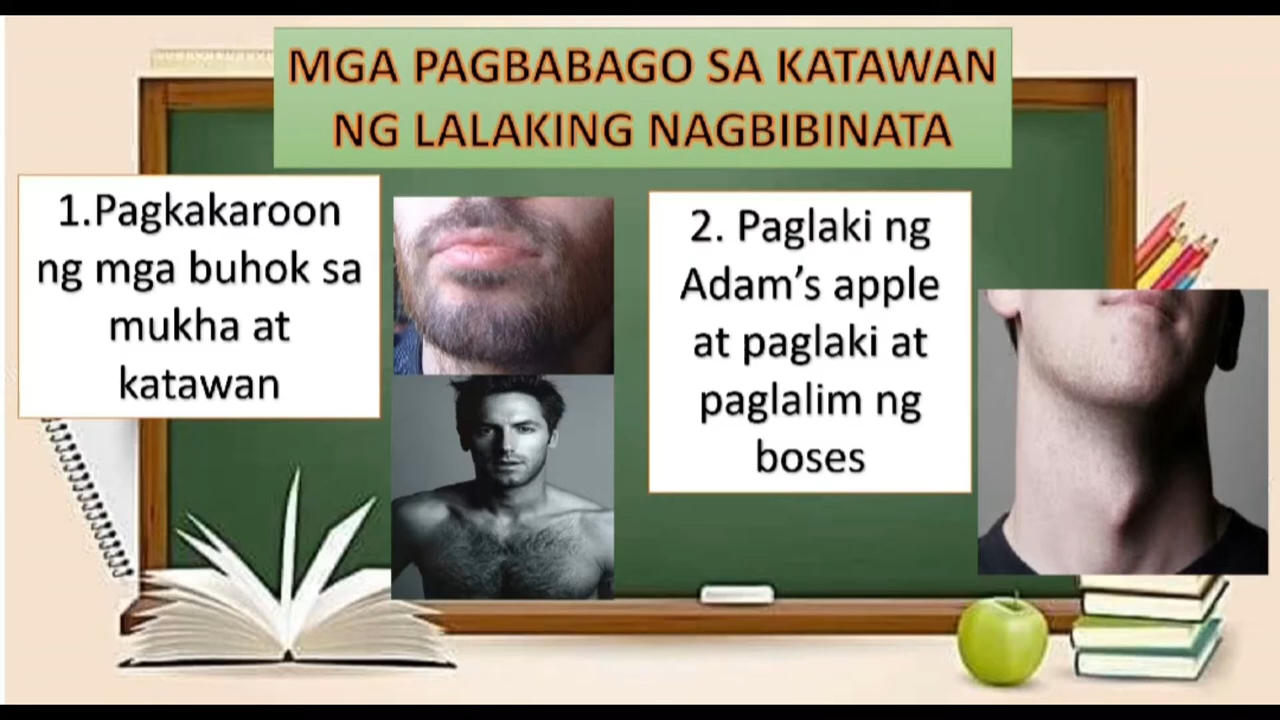 MGA PAGBABAGO SA KATAWAN
NG LALAKING NAGBIBINATA
1.Pagkakaroon
ng mga buhok sa
mukha at
katawan
2. Paglaki ng
Adam’s apple
at paglaki at
paglalim ng
boses